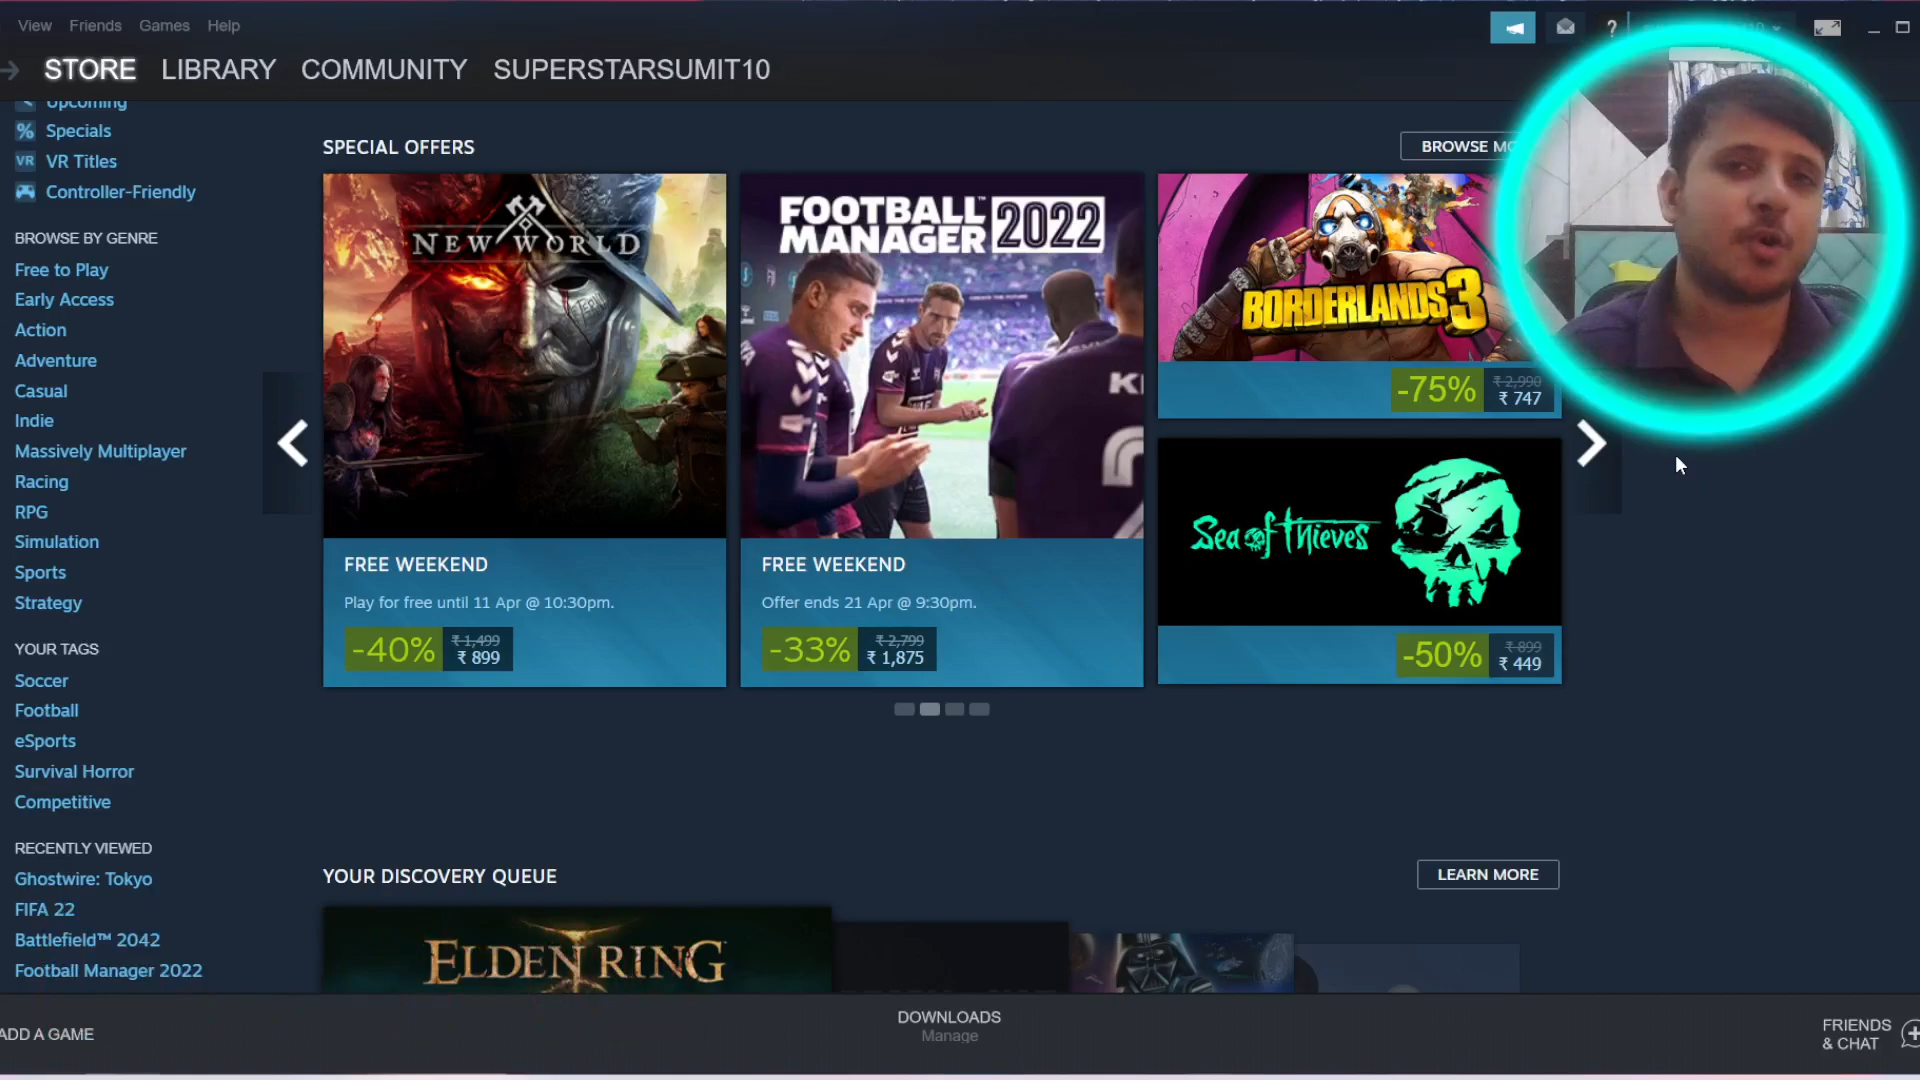 View Friends Games Help
?
STORE LIBRARY COMMUNITY SUPERSTARSUMIT10
Upcoming
% Specials
VR VR Titles
Controller-Friendly
BROWSE BY GENRE
Free to Play
Early Access
Action
Adventure
Casual
Indie
Massively Multiplayer
Racing
RPG
Simulation
Sports
Strategy
YOUR TAGS
Soccer
Football
eSports
Survival Horror
Competitive
RECENTLY VIEWED
Ghostwire: Tokyo
FIFA 22
Battlefield™ 2042
Football Manager 2022
SPECIAL OFFERS
BROWSE
NEW WORLD
FREE WEEKEND
Play for free until 11 Apr @ 10:30pm.
-40% ₹ 1,499
₹ 899
FOOTBALL
MANAGER 2022
FREE WEEKEND
Offer ends 21 Apr @ 9:30pm.
-33% ₹ 2,799
₹ 1,875
BORDERLANDS 3
-75% ₹ 2,990
₹ 747
Sea of Thieves
-50% ₹ 899
₹ 449
YOUR DISCOVERY QUEUE
LEARN MORE
ELDEN RING
ADD A GAME
DOWNLOADS
Manage
FRIENDS
& CHAT